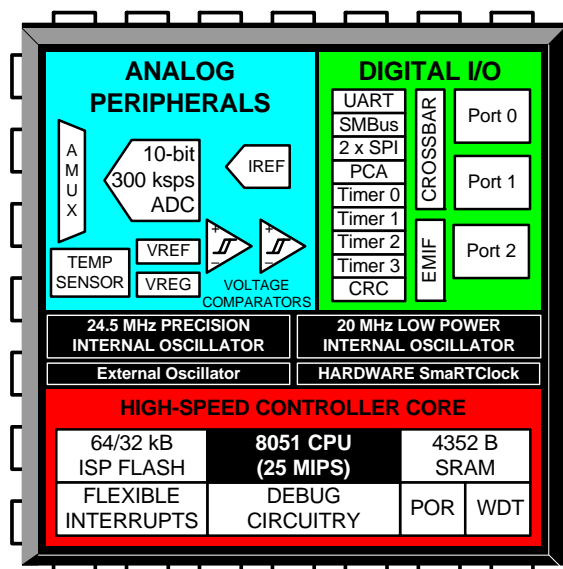 ANALOG
PERIPHERALS
A
M
U
X
10-bit
300 ksps
ADC
IREF
TEMP
SENSOR
VREF
VREG
+
–
+
–
VOLTAGE
COMPARATORS
DIGITAL I/O
UART
SMBus
2 x SPI
PCA
Timer 0
Timer 1
Timer 2
Timer 3
CRC
CROSSBAR
EMIF
Port 0
Port 1
Port 2
24.5 MHz PRECISION
INTERNAL OSCILLATOR
20 MHz LOW POWER
INTERNAL OSCILLATOR
External Oscillator
HARDWARE SmaRTClock
HIGH-SPEED CONTROLLER CORE
64/32 kB
ISP FLASH
8051 CPU
(25 MIPS)
4352 B
SRAM
FLEXIBLE
INTERRUPTS
DEBUG
CIRCUITRY
POR
WDT